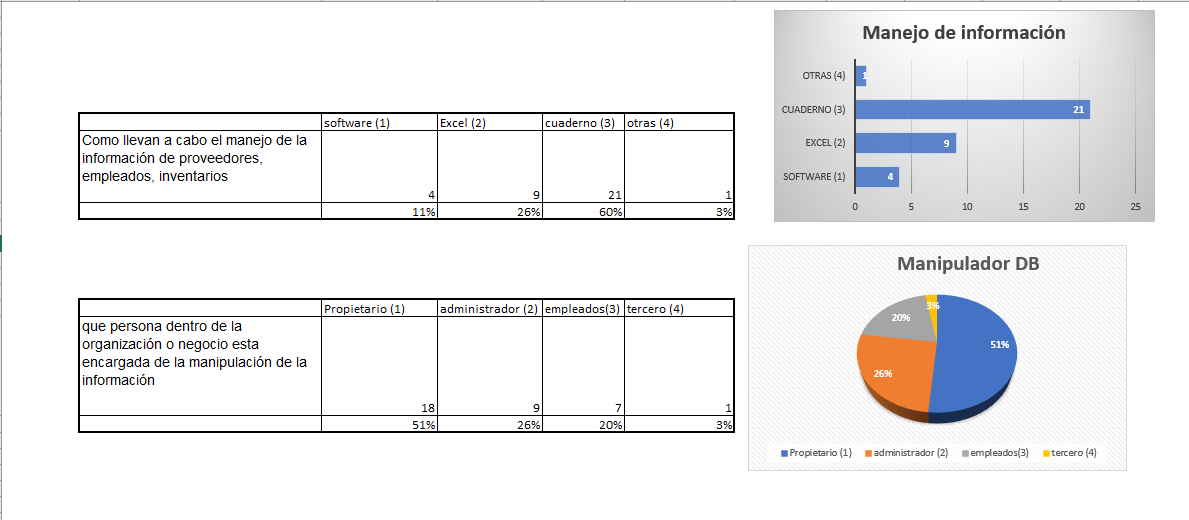 Manejo de información
OTRAS (4) 1
CUADERNO (3) 21
EXCEL (2) 9
SOFTWARE (1) 4
0 5 10 15 20 25
software (1) Excel (2) cuaderno (3) otras (4)
Como llevan a cabo el manejo de la
información de proveedores,
empleados, inventarios
4 9 21 1
11% 26% 60% 3%
Manipulador DB
3%
20%
51%
26%
Propietario (1) administrador (2) empleados(3) tercero (4)
Propietario (1) administrador (2) empleados(3) tercero (4)
que persona dentro de la
organización o negocio esta
encargada de la manipulación de la
información
18 9 7 1
51% 26% 20% 3%